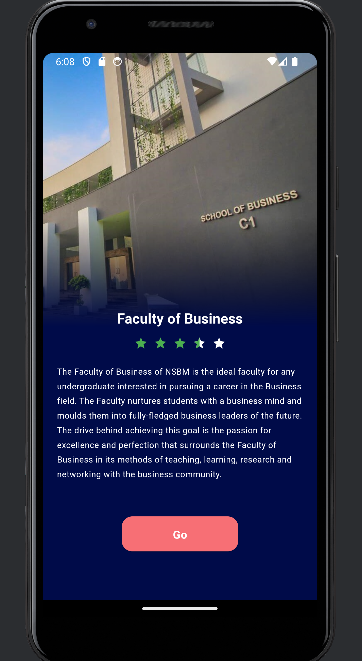 6:08
SCHOOL OF BUSINESS
C1
Faculty of Business
The Faculty of Business of NSBM is the ideal faculty for any
undergraduate interested in pursuing a career in the Business
field. The Faculty nurtures students with a business mind and
moulds them into fully-fledged business leaders of the future.
The drive behind achieving this goal is the passion for
excellence and perfection that surrounds the Faculty of
Business in its methods of teaching, learning, research and
networking with the business community.
Go